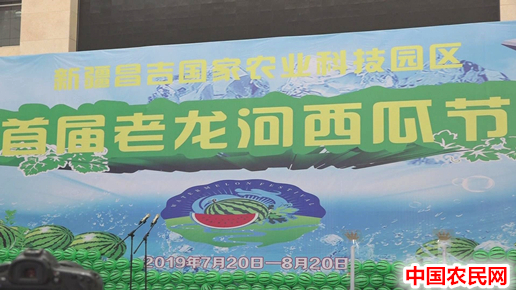 新疆昌吉国家农业科技园区
首届老龙河西瓜节
2019年7月20日—8月20日
中国农民网